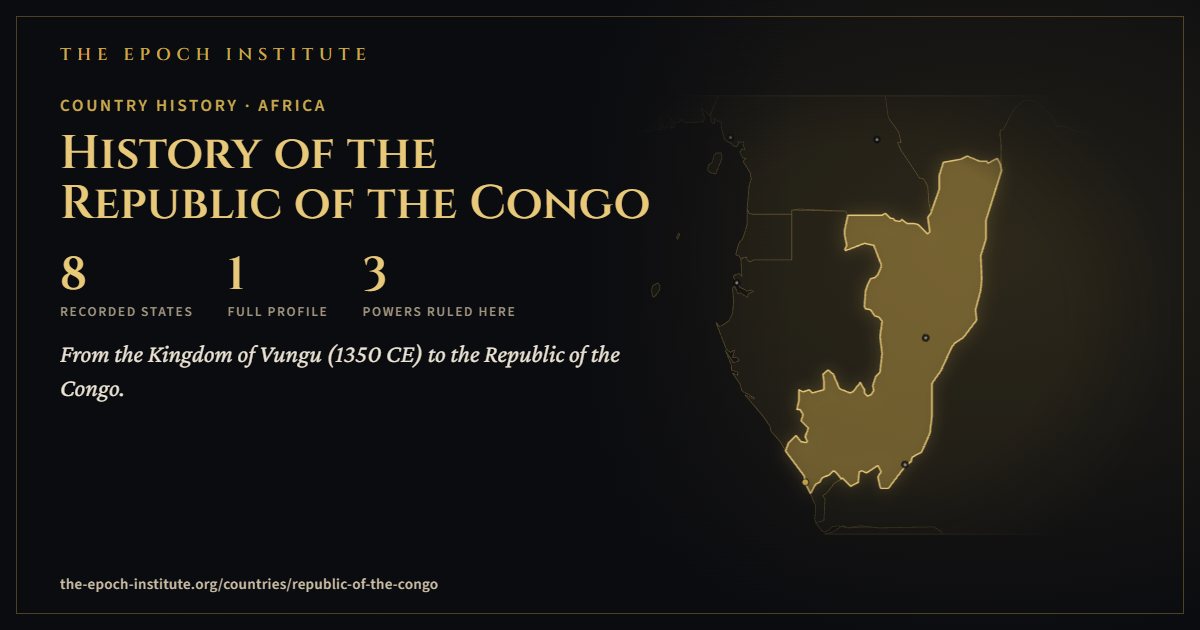 THE EPOCH INSTITUTE
COUNTRY HISTORY · AFRICA
History of the
Republic of the Congo
8
RECORDED STATES
1
FULL PROFILE
3
POWERS RULED HERE
From the Kingdom of Vungu (1350 CE) to the Republic of the
Congo.
the-epoch-institute.org/countries/republic-of-the-congo